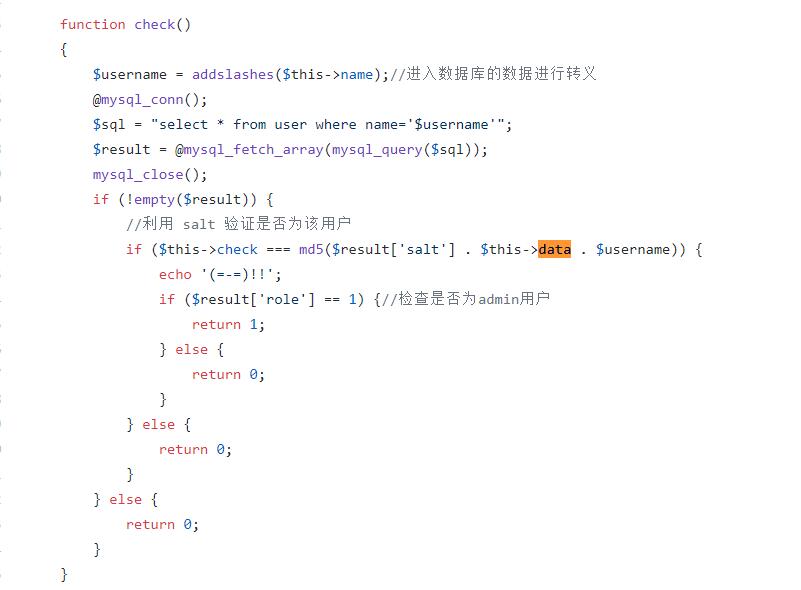 function check()
{
$username = addslashes($this->name);//进入数据库的数据进行转义
@mysql_conn();
$sql = "select * from user where name='$username'";
$result = @mysql_fetch_array(mysql_query($sql));
mysql_close();
if (!empty($result)) {
//利用 salt 验证是否为该用户
if ($this->check === md5($result['salt'] . $this->data . $username)) {
echo '(=-=)!!';
if ($result['role'] == 1) {//检查是否为admin用户
return 1;
} else {
return 0;
}
} else {
return 0;
}
} else {
return 0;
}
}